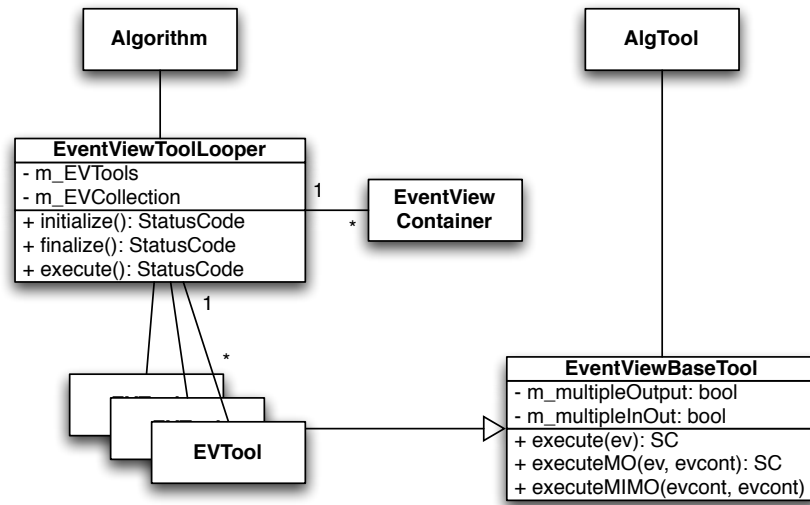 Algorithm
AlgTool
EventViewToolLooper
- m_EVTools
- m_EVCollection
+ initialize(): StatusCode
+ finalize(): StatusCode
+ execute(): StatusCode
1
*
EventView
Container
1
*
EVTool
EventViewBaseTool
- m_multipleOutput: bool
- m_multipleInOut: bool
+ execute(ev): SC
+ executeMO(ev, evcont): SC
+ executeMIMO(evcont, evcont)